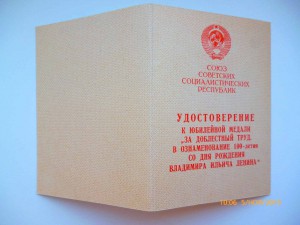 СОЮЗ
СОВЕТСКИХ
СОЦИАЛИСТИЧЕСКИХ
РЕСПУБЛИК
УДОСТОВЕРЕНИЕ
К ЮБИЛЕЙНОЙ МЕДАЛИ
„ЗА ДОБЛЕСТНЫЙ ТРУД.
В ОЗНАМЕНОВАНИЕ 100-летия
СО ДНЯ РОЖДЕНИЯ
ВЛАДИМИРА ИЛЬИЧА ЛЕНИНА“